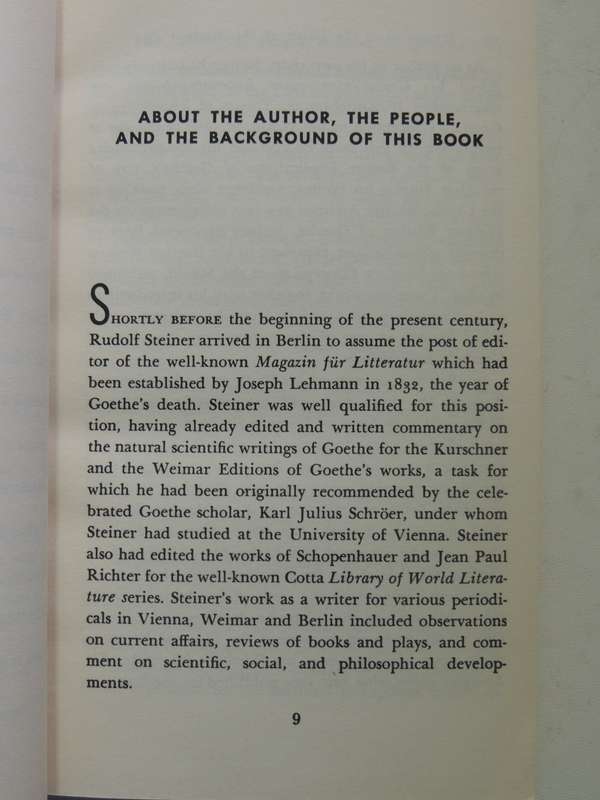 ABOUT THE AUTHOR, THE PEOPLE,
AND THE BACKGROUND OF THIS BOOK
SHORTLY BEFORE the beginning of the present century,
Rudolf Steiner arrived in Berlin to assume the post of edi-
tor of the well-known Magazin für Litteratur which had
been established by Joseph Lehmann in 1832, the year of
Goethe's death. Steiner was well qualified for this posi-
tion, having already edited and written commentary on
the natural scientific writings of Goethe for the Kurschner
and the Weimar Editions of Goethe's works, a task for
which he had been originally recommended by the cele-
brated Goethe scholar, Karl Julius Schröer, under whom
Steiner had studied at the University of Vienna. Steiner
also had edited the works of Schopenhauer and Jean Paul
Richter for the well-known Cotta Library of World Litera-
ture series. Steiner's work as a writer for various periodi-
cals in Vienna, Weimar and Berlin included observations
on current affairs, reviews of books and plays, and com-
ment on scientific, social, and philosophical develop-
ments.
9